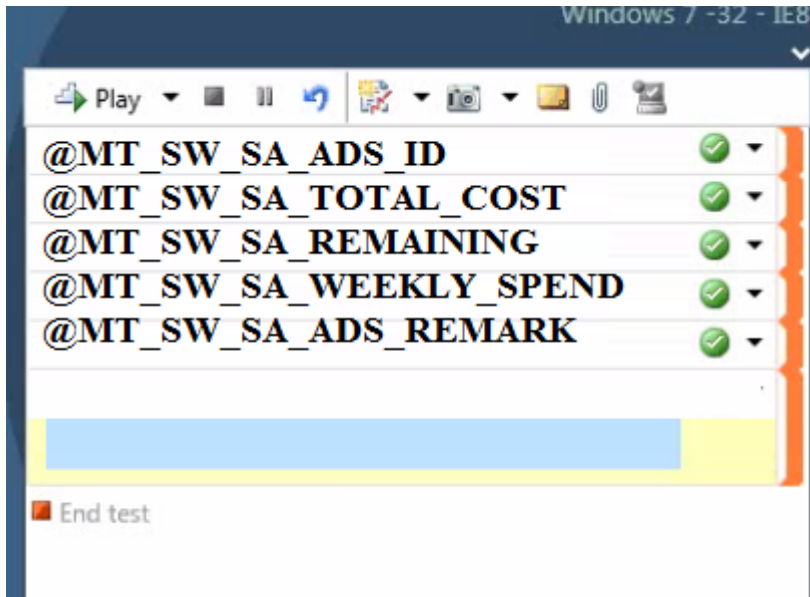 Windows 7 -32 - IE8
Play
@MT_SW_SA_ADS_ID
@MT_SW_SA_TOTAL_COST
@MT_SW_SA_REMAINING
@MT_SW_SA_WEEKLY_SPEND
@MT_SW_SA_ADS_REMARK
End test